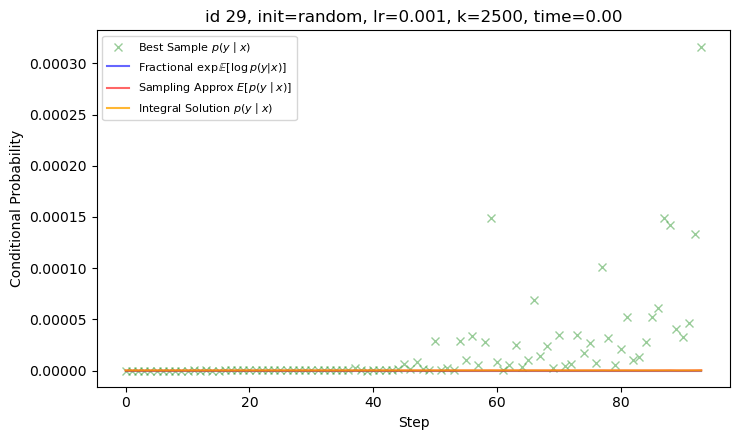 id 29, init=random, lr=0.001, k=2500, time=0.00
Best Sample p(y | x)
Fractional exp𝔼[log p(y|x)]
Sampling Approx E[p(y | x)]
Integral Solution p(y | x)
Conditional Probability
0.00030
0.00025
0.00020
0.00015
0.00010
0.00005
0.00000
0 20 40 60 80
Step